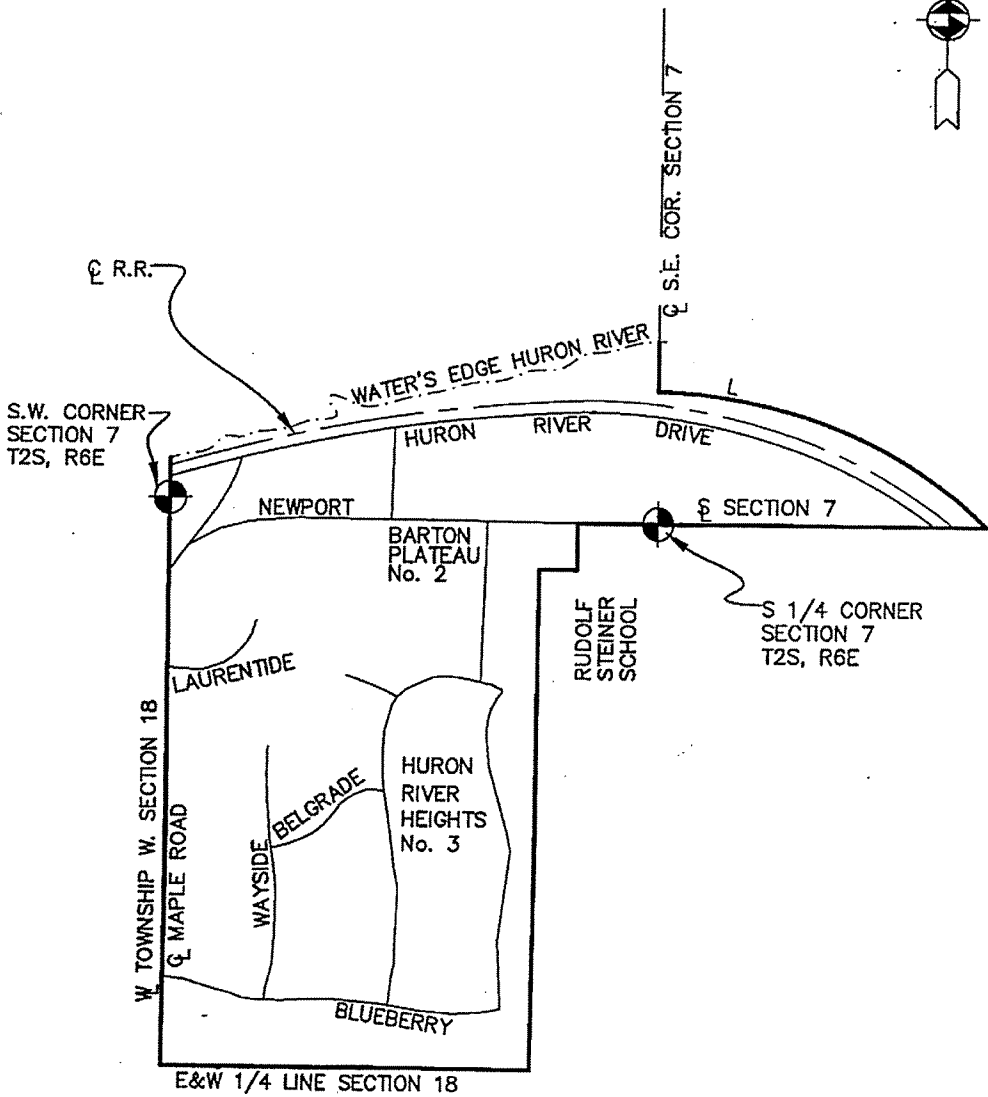 ℄ S.E. COR. SECTION 7
℄ R.R.
WATER'S EDGE HURON RIVER
L
S.W. CORNER
SECTION 7
T2S, R6E
HURON RIVER DRIVE
NEWPORT
SECTION 7
BARTON
PLATEAU
No. 2
RUDOLF
STEINER
SCHOOL
S 1/4 CORNER
SECTION 7
T2S, R6E
LAURENTIDE
W TOWNSHIP W. SECTION 18
℄ MAPLE ROAD
HURON
RIVER
HEIGHTS
No. 3
BELGRADE
WAYSIDE
BLUEBERRY
E&W 1/4 LINE SECTION 18